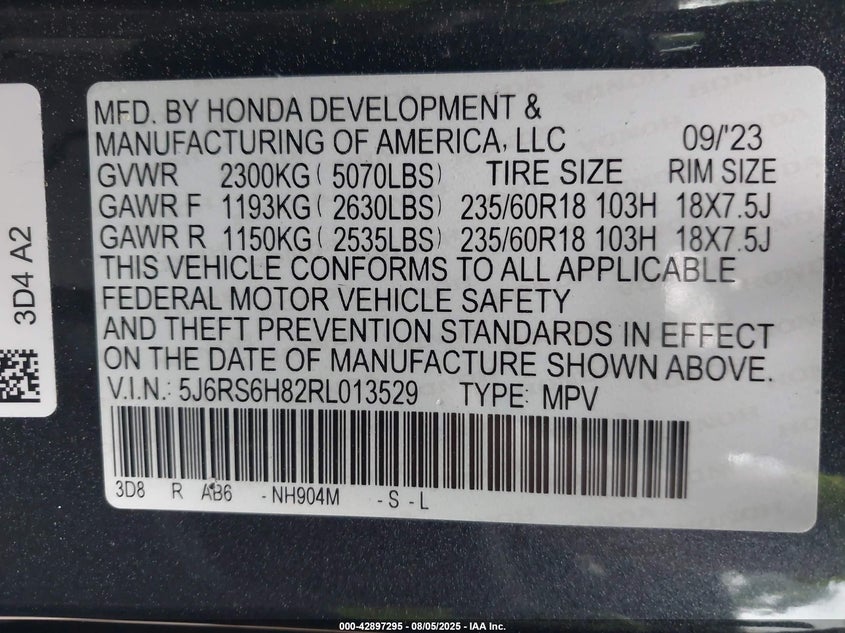 MFD. BY HONDA DEVELOPMENT &
MANUFACTURING OF AMERICA, LLC 09/'23
GVWR 2300KG ( 5070LBS) TIRE SIZE RIM SIZE
GAWR F 1193KG ( 2630LBS) 235/60R18 103H 18X7.5J
GAWR R 1150KG ( 2535LBS) 235/60R18 103H 18X7.5J
THIS VEHICLE CONFORMS TO ALL APPLICABLE
FEDERAL MOTOR VEHICLE SAFETY
AND THEFT PREVENTION STANDARDS IN EFFECT
ON THE DATE OF MANUFACTURE SHOWN ABOVE.
V.I.N.: 5J6RS6H82RL013529 TYPE: MPV
3D8 R AB6 -NH904M -S -L
3D4 A2
000-42897295 - 08/05/2025 - IAA Inc.